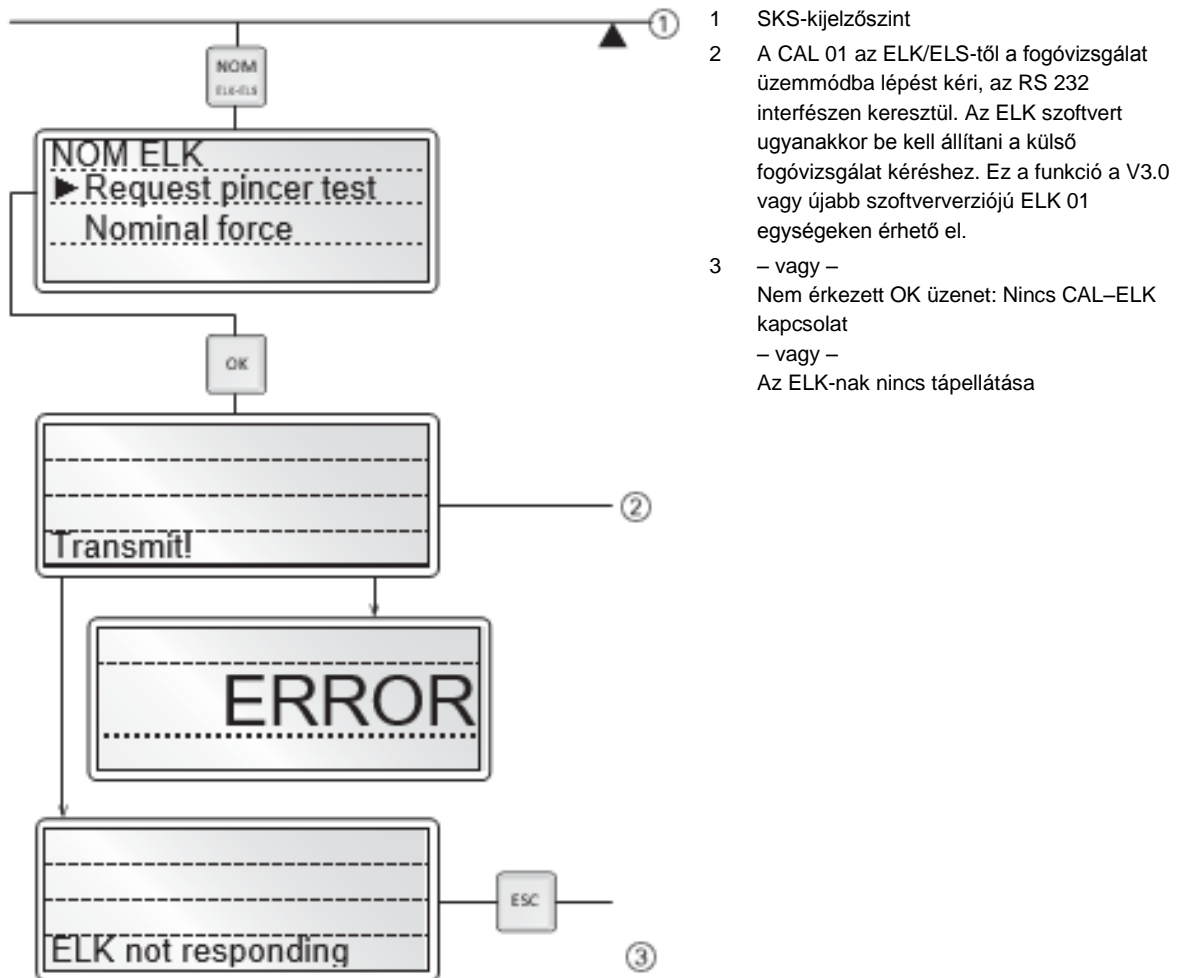 ①
NOM
ELK-ELS
NOM ELK
►Request pincer test
Nominal force
OK
Transmit!
②
ERROR
ELK not responding
ESC
③
1 SKS-kijelzőszint
2 A CAL 01 az ELK/ELS-től a fogóvizsgálat
üzemmódba lépést kéri, az RS 232
interfészen keresztül. Az ELK szoftvert
ugyanakkor be kell állítani a külső
fogóvizsgálat kéréshez. Ez a funkció a V3.0
vagy újabb szoftververziójú ELK 01
egységeken érhető el.
3 – vagy –
Nem érkezett OK üzenet: Nincs CAL–ELK
kapcsolat
– vagy –
Az ELK-nak nincs tápellátása